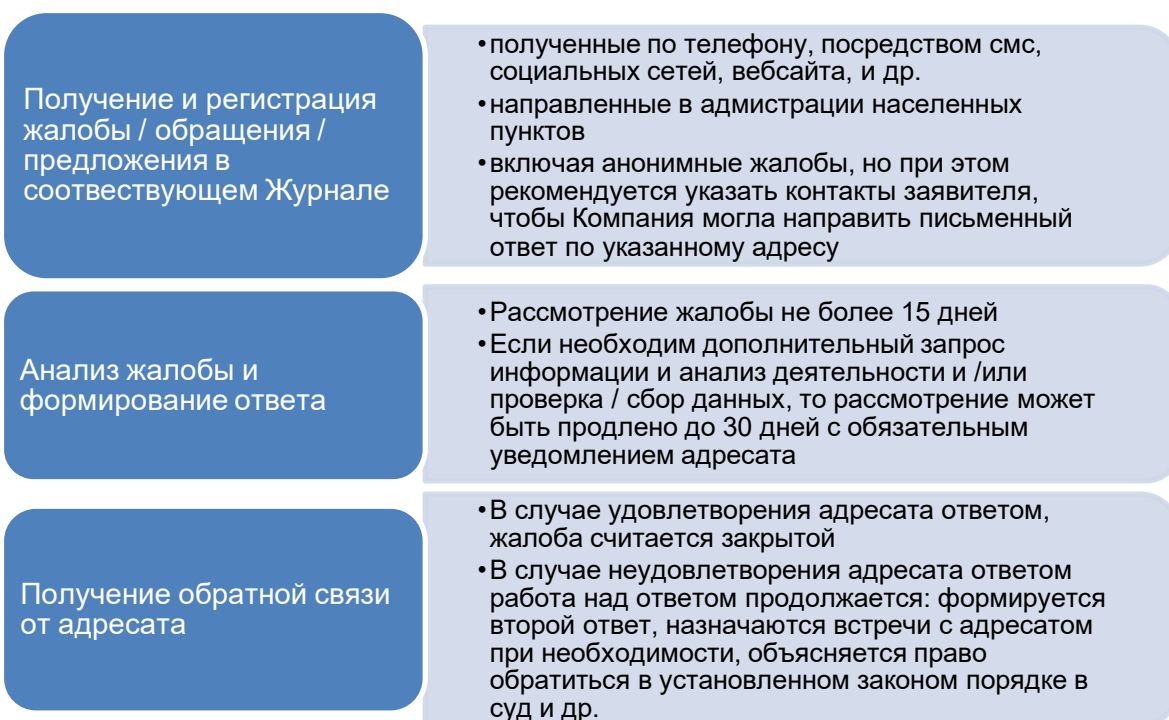 Получение и регистрация
жалобы / обращения /
предложения в
соотвествующем Журнале
•полученные по телефону, посредством смс,
социальных сетей, вебсайта, и др.
•направленные в адмистрации населенных
пунктов
•включая анонимные жалобы, но при этом
рекомендуется указать контакты заявителя,
чтобы Компания могла направить письменный
ответ по указанному адресу
Анализ жалобы и
формирование ответа
•Рассмотрение жалобы не более 15 дней
•Если необходим дополнительный запрос
информации и анализ деятельности и /или
проверка / сбор данных, то рассмотрение может
быть продлено до 30 дней с обязательным
уведомлением адресата
Получение обратной связи
от адресата
•В случае удовлетворения адресата ответом,
жалоба считается закрытой
•В случае неудовлетворения адресата ответом
работа над ответом продолжается: формируется
второй ответ, назначаются встречи с адресатом
при необходимости, объясняется право
обратиться в установленном законом порядке в
суд и др.